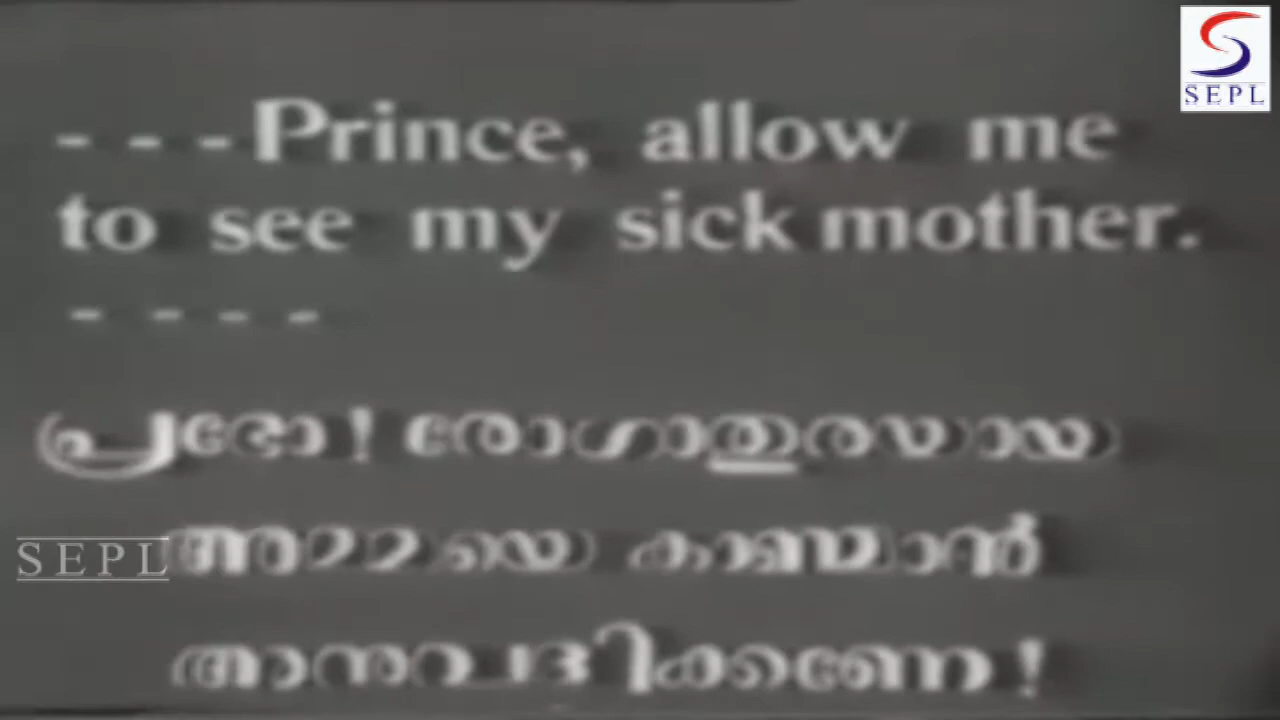 SEPL
- - - Prince, allow me
to see my sick mother.
- - - -
പ്രഭോ! രോഗാതുരയായ
SEPL
അമ്മയെ കാണ്മാൻ
അനുവദിക്കണേ!